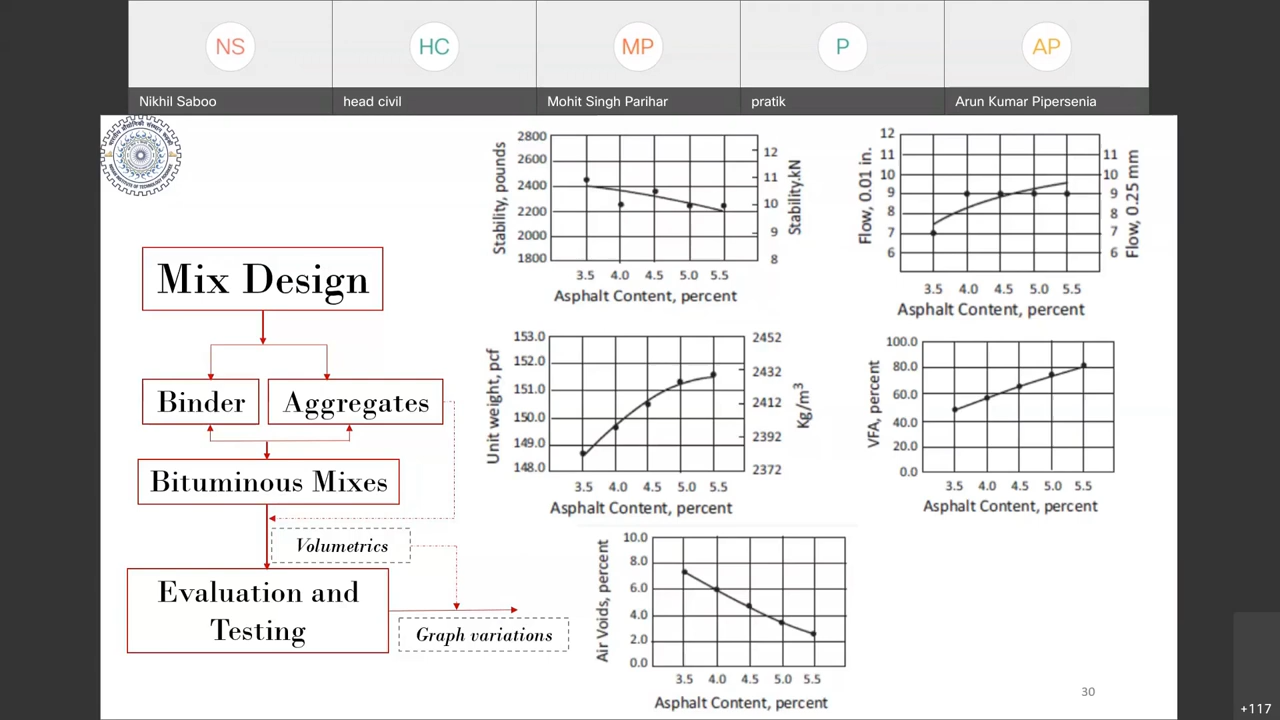 NS
HC
MP
P
AP
Nikhil Saboo
head civil
Mohit Singh Parihar
pratik
Arun Kumar Pipersenia
Mix Design
Binder
Aggregates
Bituminous Mixes
Volumetrics
Evaluation and
Testing
Graph variations
Stability, pounds
2800
2600
2400
2200
2000
1800
12
11
10
9
8
Stability.kN
3.5 4.0 4.5 5.0 5.5
Asphalt Content, percent
Flow, 0.01 in.
12
11
10
9
8
7
6
11
10
9
8
7
6
Flow, 0.25 mm
3.5 4.0 4.5 5.0 5.5
Asphalt Content, percent
Unit weight, pcf
153.0
152.0
151.0
150.0
149.0
148.0
2452
2432
2412
2392
2372
Kg/m³
3.5 4.0 4.5 5.0 5.5
Asphalt Content, percent
VFA, percent
100.0
80.0
60.0
40.0
20.0
0.0
3.5 4.0 4.5 5.0 5.5
Asphalt Content, percent
Air Voids, percent
10.0
8.0
6.0
4.0
2.0
0.0
3.5 4.0 4.5 5.0 5.5
Asphalt Content, percent
30
+117